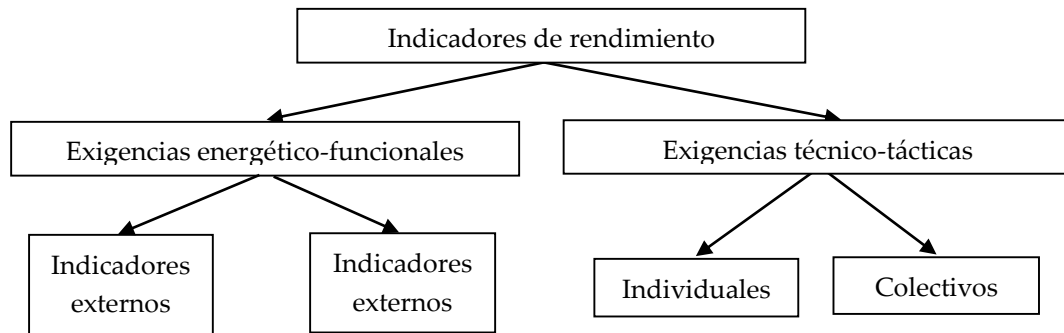 Indicadores de rendimiento
Exigencias energético-funcionales
Exigencias técnico-tácticas
Indicadores
externos
Indicadores
externos
Individuales
Colectivos